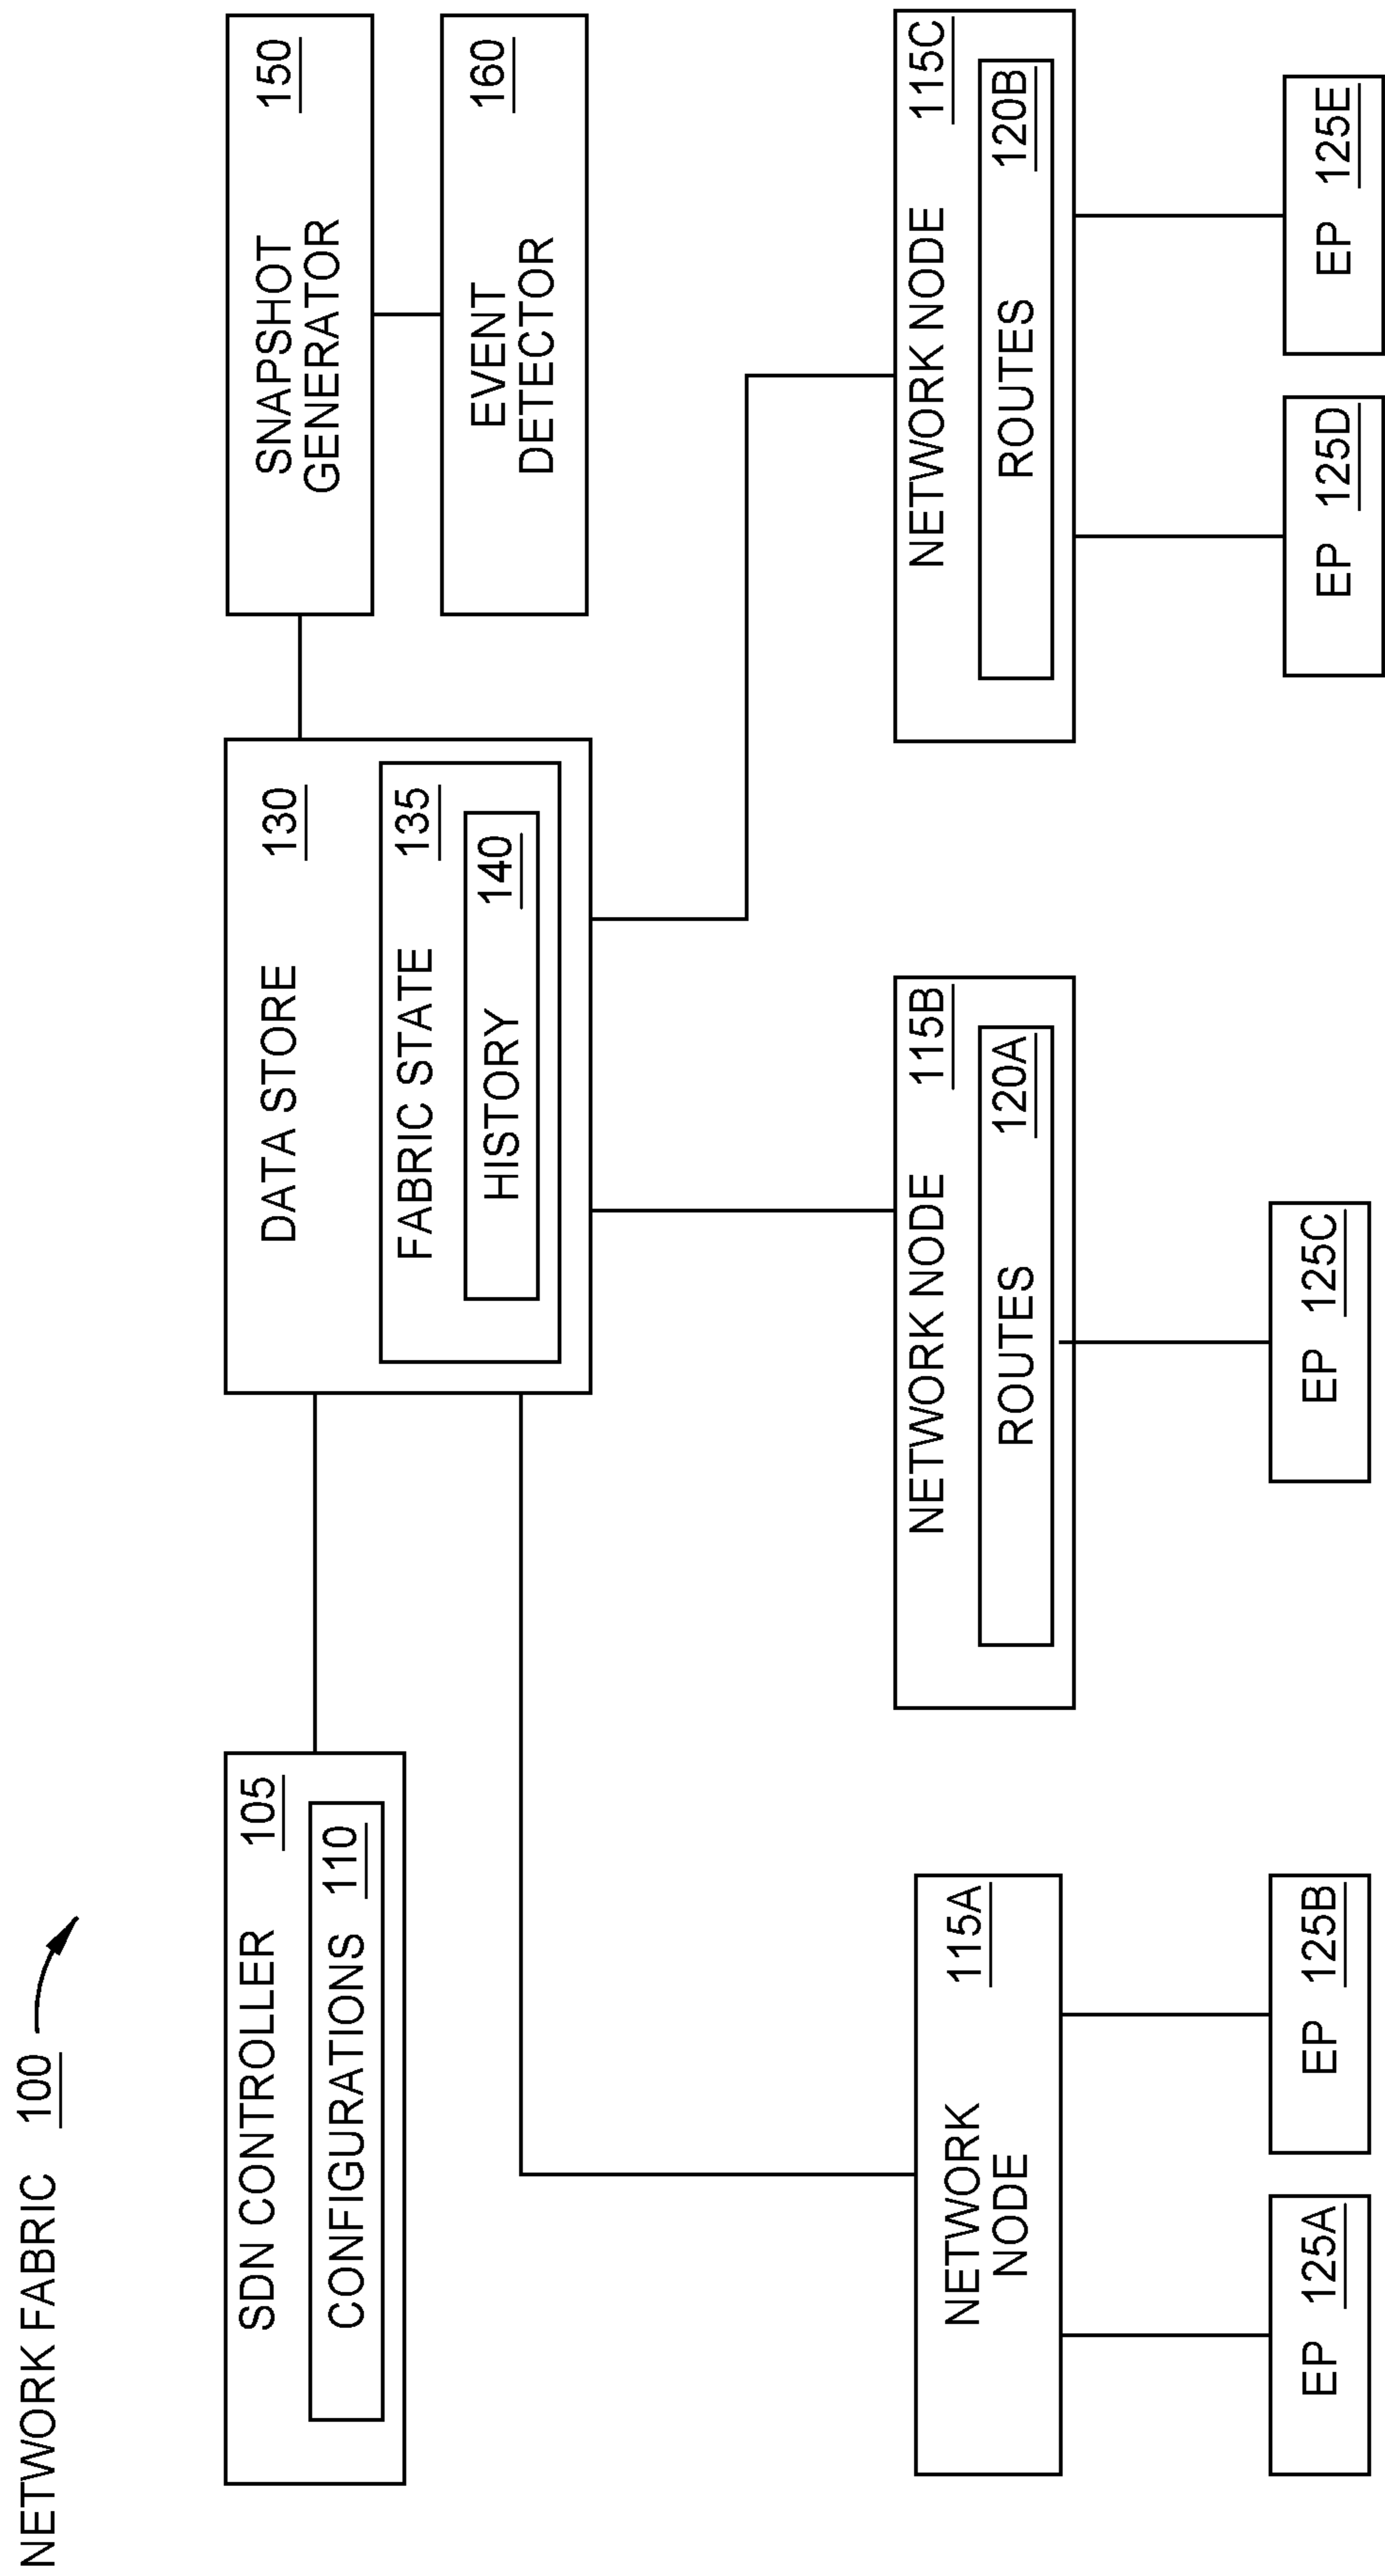 NETWORK FABRIC 100
SDN CONTROLLER 105
CONFIGURATIONS 110
DATA STORE 130
FABRIC STATE 135
HISTORY 140
SNAPSHOT 150
GENERATOR
EVENT 160
DETECTOR
NETWORK 115A
NODE
NETWORK NODE 115B
ROUTES 120A
NETWORK NODE 115C
ROUTES 120B
EP 125A
EP 125B
EP 125C
EP 125D
EP 125E